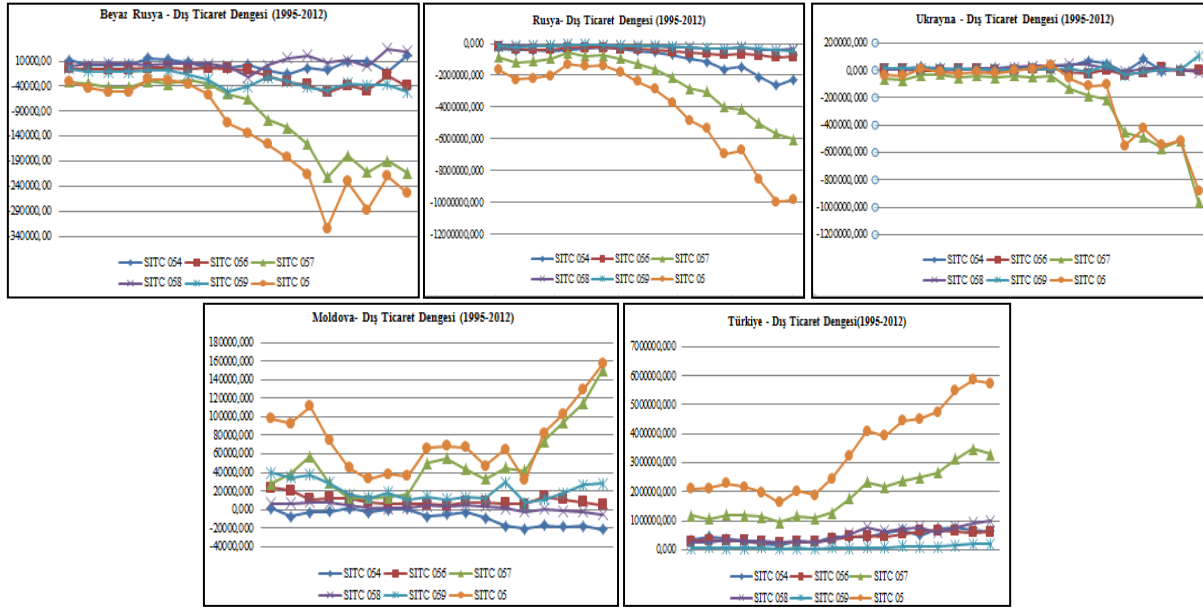 Beyaz Rusya - Dış Ticaret Dengesi (1995-2012)
10000,00
-40000,00
-90000,00
-140000,00
-190000,00
-240000,00
-290000,00
-340000,00
SITC 054 SITC 056 SITC 057
SITC 058 SITC 059 SITC 05
Rusya- Dış Ticaret Dengesi (1995-2012)
0,000
-2000000,000
-4000000,000
-6000000,000
-8000000,000
-10000000,000
-12000000,000
SITC 054 SITC 056 SITC 057
SITC 058 SITC 059 SITC 05
Ukrayna - Dış Ticaret Dengesi (1995-2012)
200000,000
0,000
-200000,000
-400000,000
-600000,000
-800000,000
-1000000,000
-1200000,000
SITC 054 SITC 056 SITC 057
SITC 058 SITC 059 SITC 05
Moldova- Dış Ticaret Dengesi (1995-2012)
180000,000
160000,000
140000,000
120000,000
100000,000
80000,000
60000,000
40000,000
20000,000
0,000
-20000,000
-40000,000
SITC 054 SITC 056 SITC 057
SITC 058 SITC 059 SITC 05
Türkiye - Dış Ticaret Dengesi(1995-2012)
7000000,000
6000000,000
5000000,000
4000000,000
3000000,000
2000000,000
1000000,000
0,000
SITC 054 SITC 056 SITC 057
SITC 058 SITC 059 SITC 05